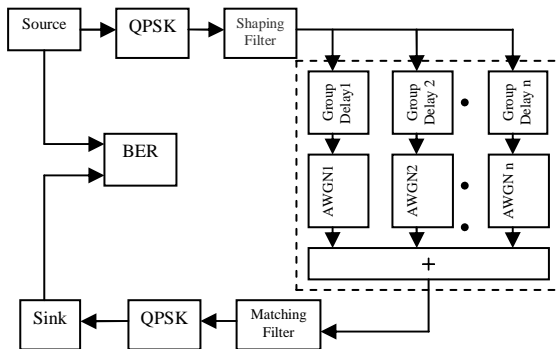 Source
QPSK
Shaping
Filter
Group
Delay1
Group
Delay 2
Group
Delay n
BER
AWGN1
AWGN2
AWGN n
+
Sink
QPSK
Matching
Filter